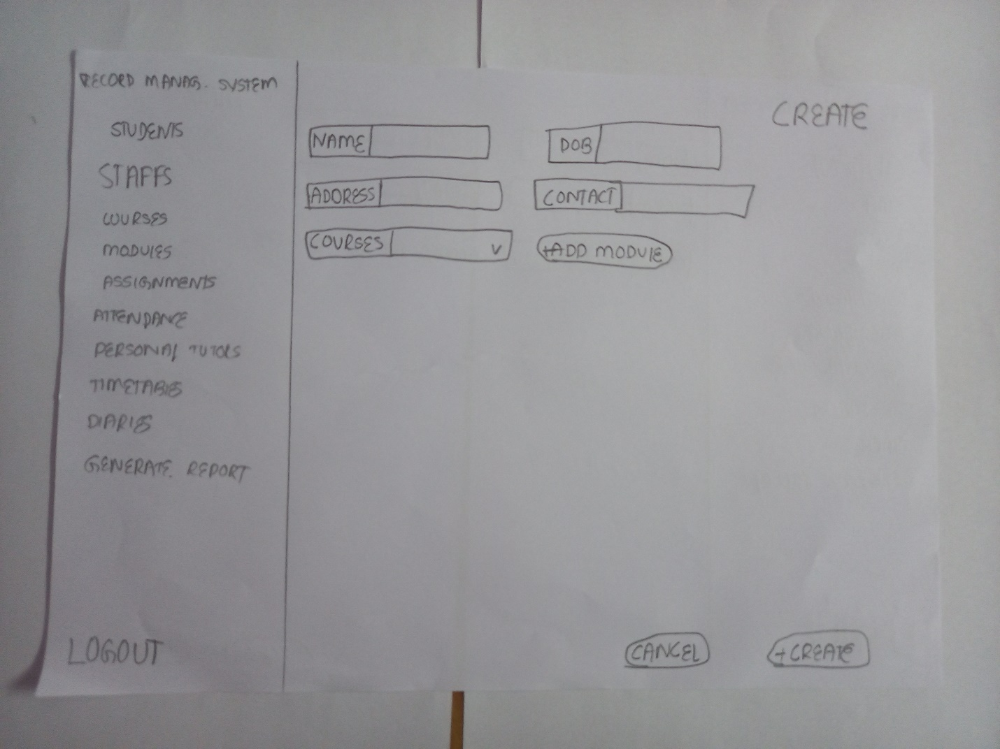 RECORD MANAG. SYSTEM
STUDENTS
STAFFS
COURSES
MODULES
ASSIGNMENTS
ATTENDANCE
PERSONAL TUTORS
TIMETABLES
DIARIES
GENERATE. REPORT
LOGOUT
CREATE
NAME
DOB
ADDRESS
CONTACT
COURSES
+ADD MODULE
CANCEL
+CREATE